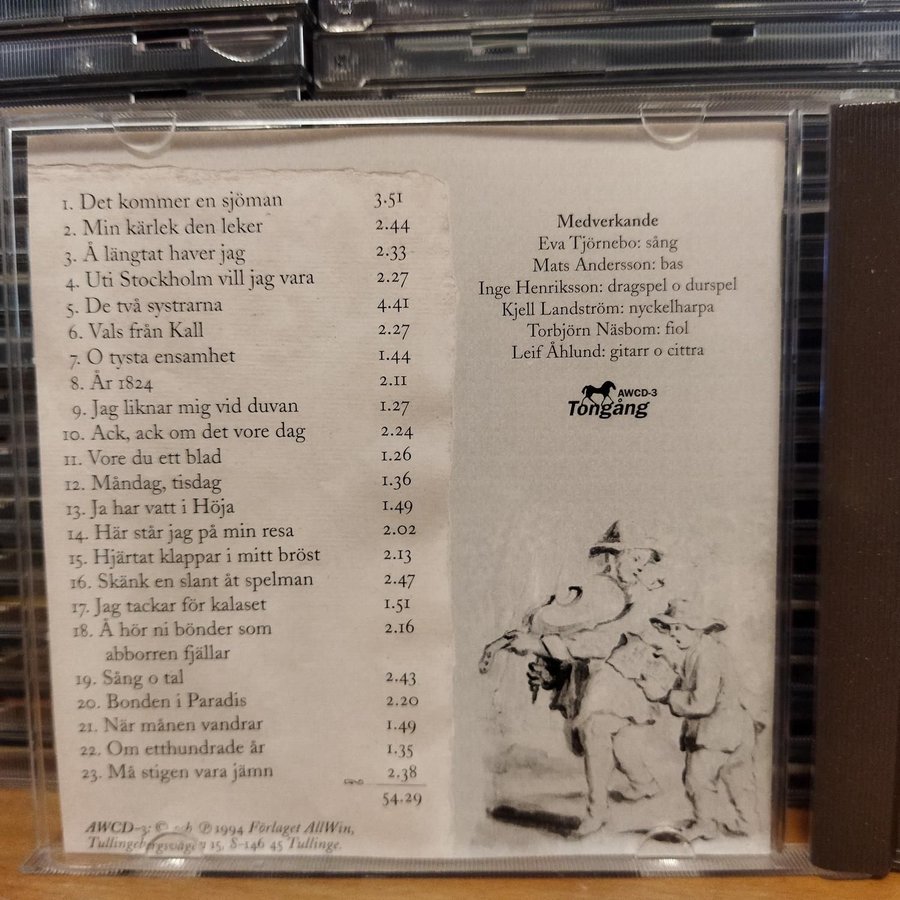 1. Det kommer en sjöman 3.51
2. Min kärlek den leker 2.44
3. Å längtat haver jag 2.33
4. Uti Stockholm vill jag vara 2.27
5. De två systrarna 4.41
6. Vals från Kall 2.27
7. O tysta ensamhet 1.44
8. År 1824 2.11
9. Jag liknar mig vid duvan 1.27
10. Ack, ack om det vore dag 2.24
11. Vore du ett blad 1.26
12. Måndag, tisdag 1.36
13. Ja har vatt i Höja 1.49
14. Här står jag på min resa 2.02
15. Hjärtat klappar i mitt bröst 2.13
16. Skänk en slant åt spelman 2.47
17. Jag tackar för kalaset 1.51
18. Å hör ni bönder som 2.16
abborren fjällar
19. Sång o tal 2.43
20. Bonden i Paradis 2.20
21. När månen vandrar 1.49
22. Om etthundrade år 1.35
23. Må stigen vara jämn 2.38
54.29
AWCD-3: © och ℗ 1994 Förlaget AllWin,
Tullingebergsvägen 15, S-146 45 Tullinge.
Medverkande
Eva Tjörnebo: sång
Mats Andersson: bas
Inge Henriksson: dragspel o durspel
Kjell Landström: nyckelharpa
Torbjörn Näsbom: fiol
Leif Åhlund: gitarr o cittra
AWCD-3
Tongång